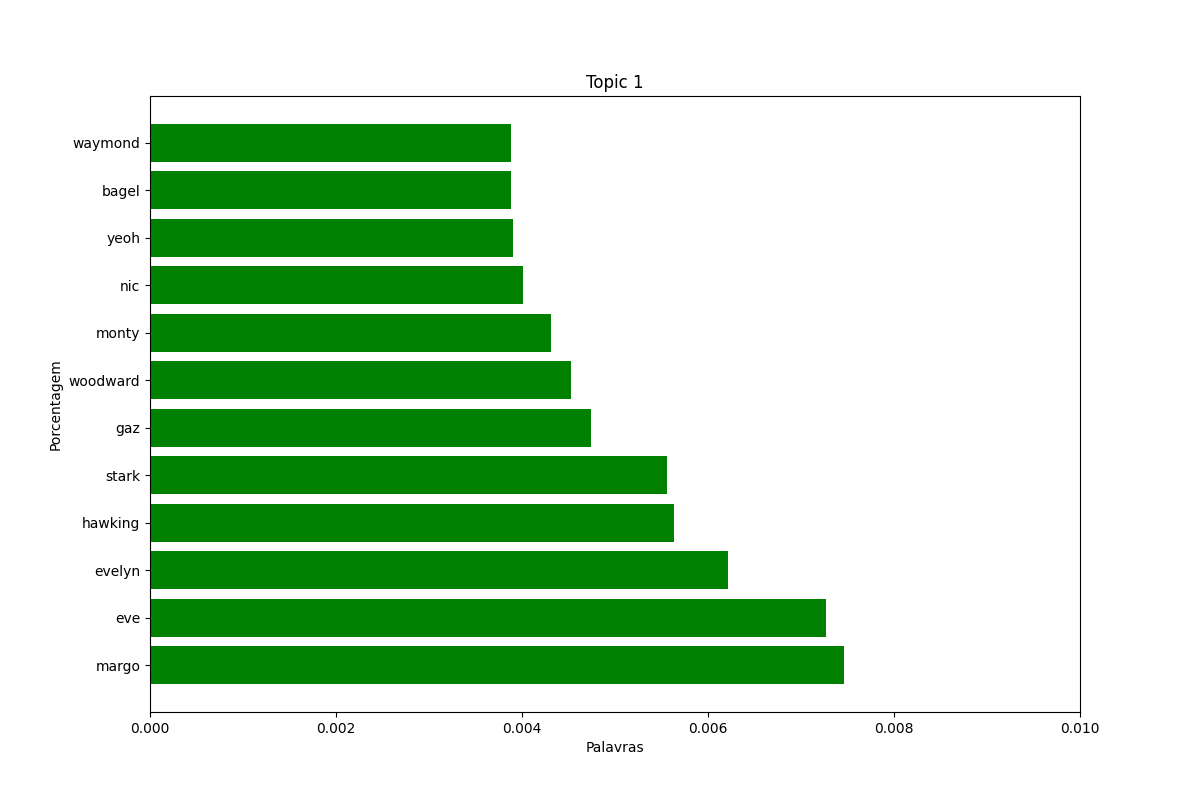 Topic 1
waymond
bagel
yeoh
nic
monty
woodward
gaz
stark
hawking
evelyn
eve
margo
Porcentagem
0.000 0.002 0.004 0.006 0.008 0.010
Palavras